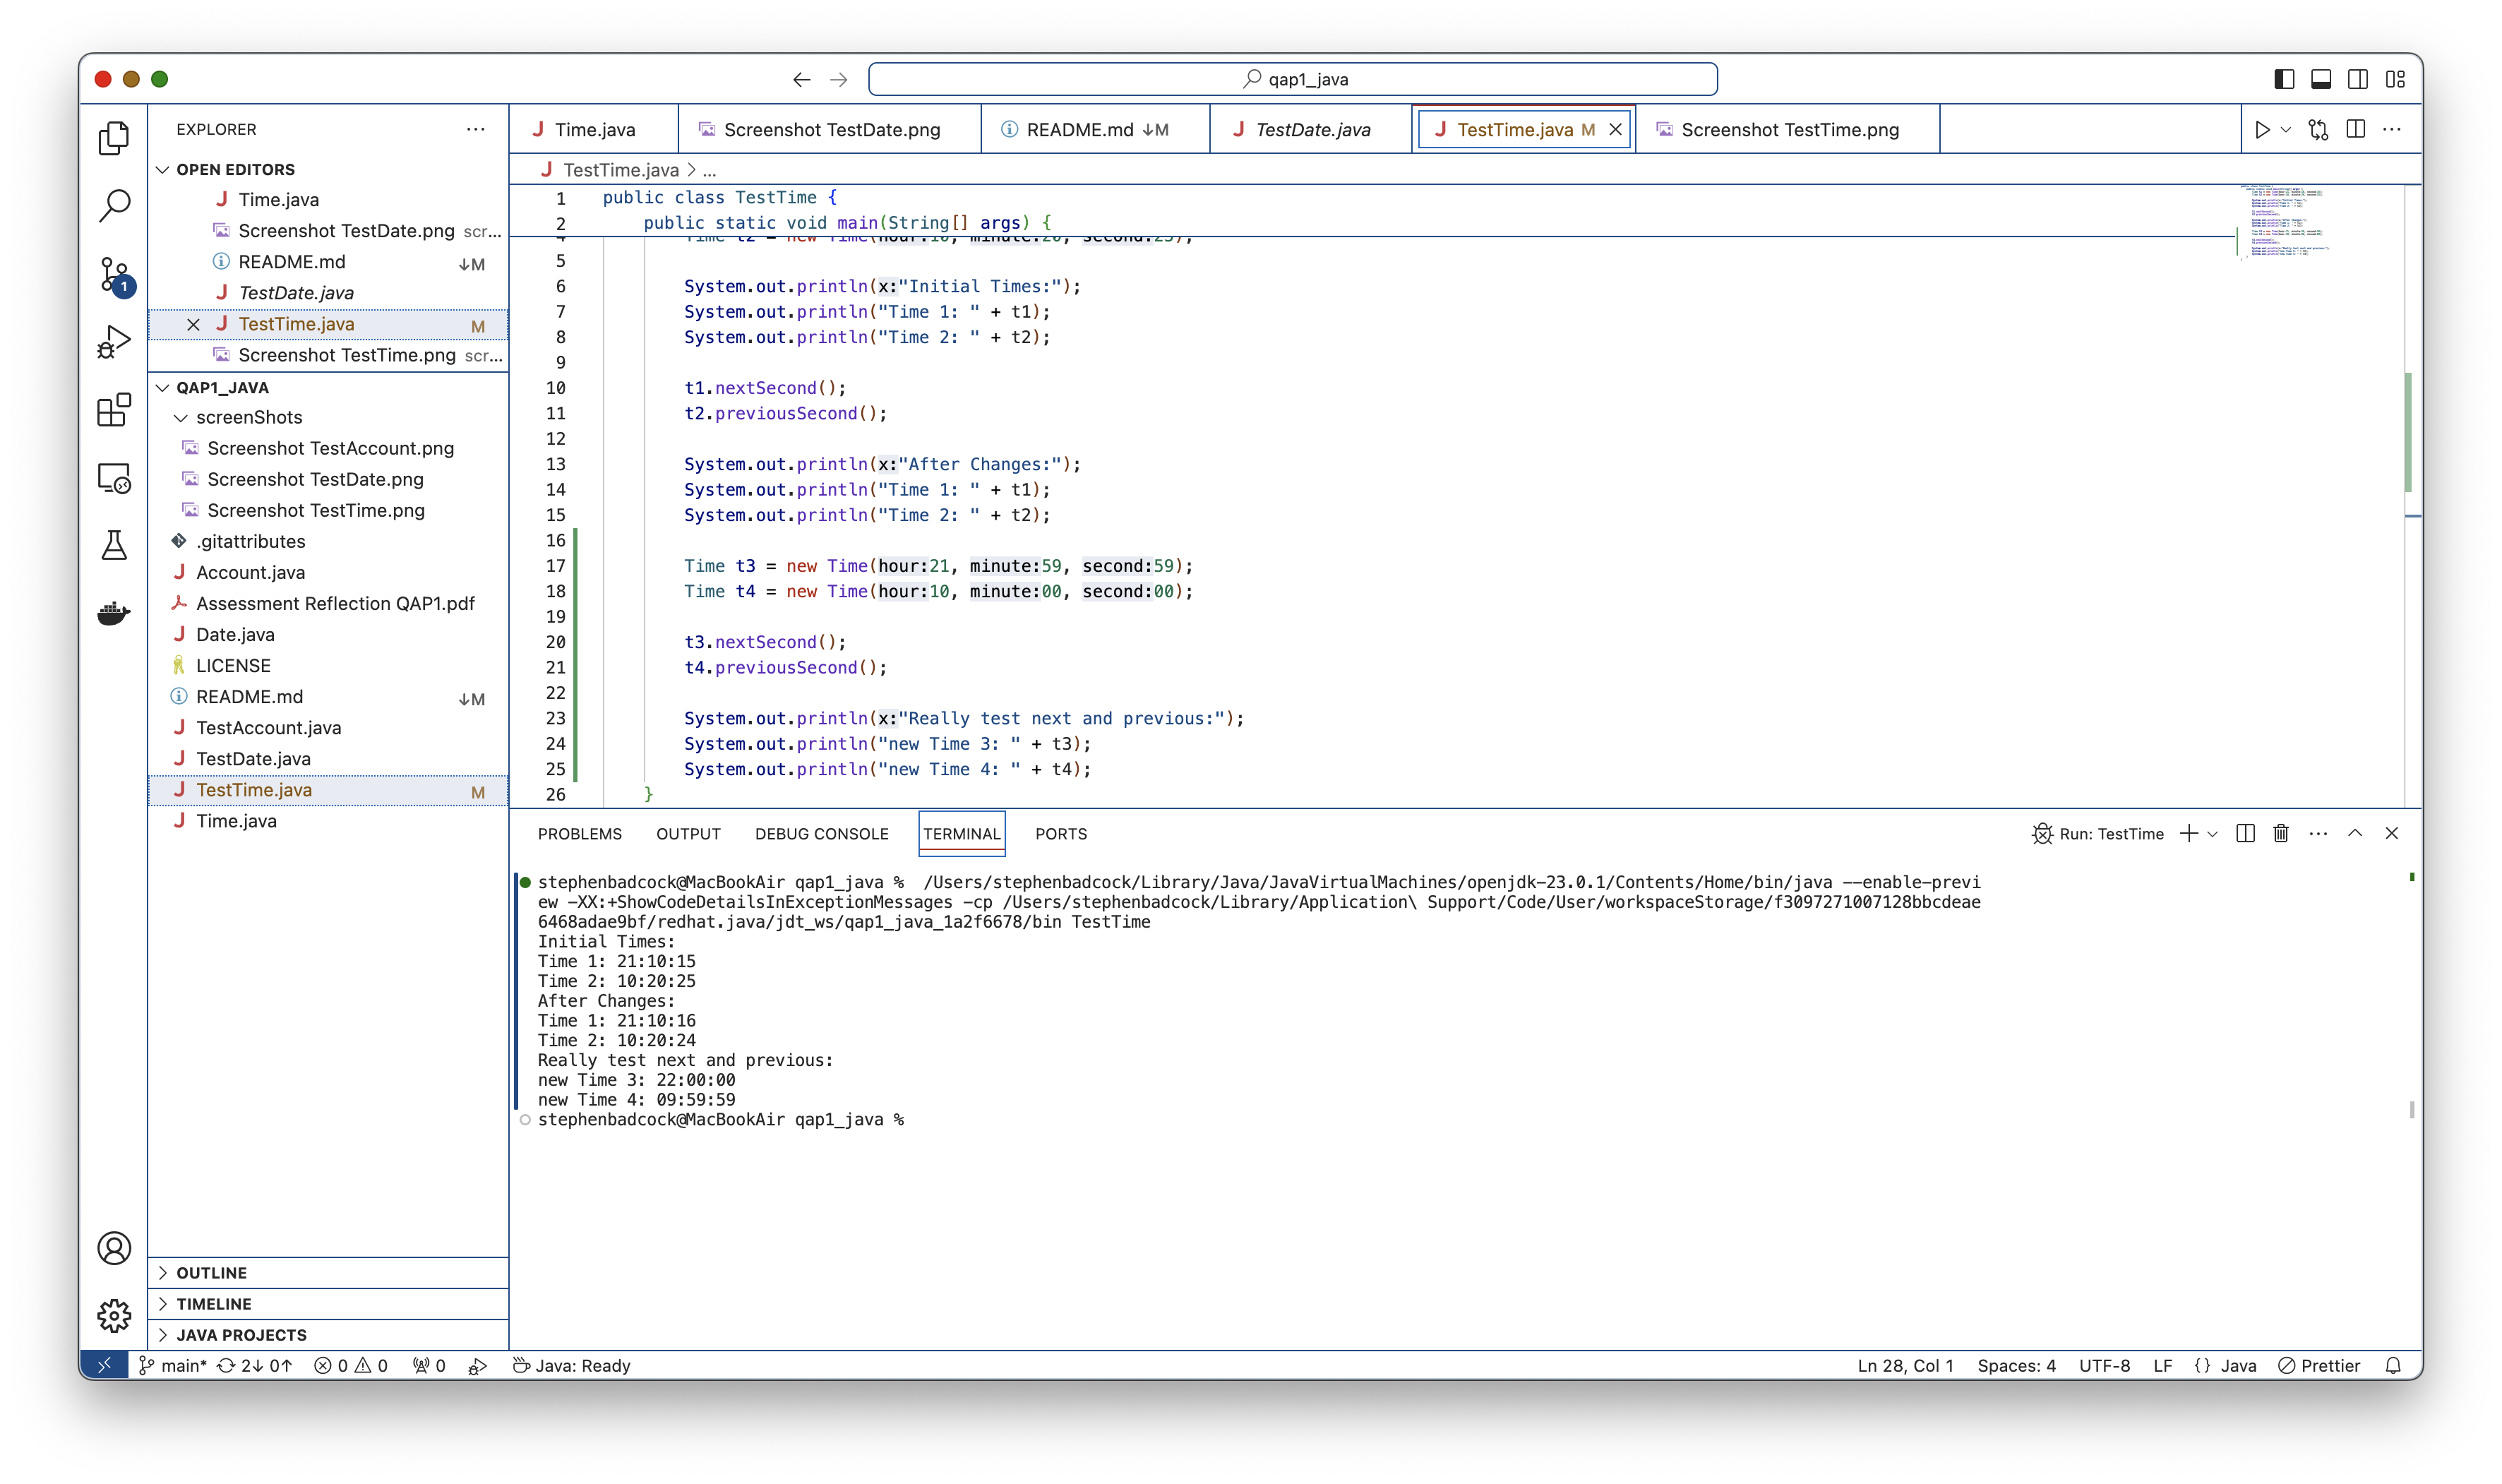 qap1_java
EXPLORER
OPEN EDITORS
Time.java
Screenshot TestDate.png scr...
README.md ↓M
TestDate.java
TestTime.java M
Screenshot TestTime.png scr...
QAP1_JAVA
screenShots
Screenshot TestAccount.png
Screenshot TestDate.png
Screenshot TestTime.png
.gitattributes
Account.java
Assessment Reflection QAP1.pdf
Date.java
LICENSE
README.md ↓M
TestAccount.java
TestDate.java
TestTime.java M
Time.java
OUTLINE
TIMELINE
JAVA PROJECTS
Time.java Screenshot TestDate.png README.md ↓M TestDate.java TestTime.java M Screenshot TestTime.png
TestTime.java > ...
1 public class TestTime {
2 public static void main(String[] args) {
4 Time t2 = new Time(hour:10, minute:20, second:25);
5
6 System.out.println(x:"Initial Times:");
7 System.out.println("Time 1: " + t1);
8 System.out.println("Time 2: " + t2);
9
10 t1.nextSecond();
11 t2.previousSecond();
12
13 System.out.println(x:"After Changes:");
14 System.out.println("Time 1: " + t1);
15 System.out.println("Time 2: " + t2);
16
17 Time t3 = new Time(hour:21, minute:59, second:59);
18 Time t4 = new Time(hour:10, minute:00, second:00);
19
20 t3.nextSecond();
21 t4.previousSecond();
22
23 System.out.println(x:"Really test next and previous:");
24 System.out.println("new Time 3: " + t3);
25 System.out.println("new Time 4: " + t4);
26 }
PROBLEMS OUTPUT DEBUG CONSOLE TERMINAL PORTS Run: TestTime
stephenbadcock@MacBookAir qap1_java % /Users/stephenbadcock/Library/Java/JavaVirtualMachines/openjdk-23.0.1/Contents/Home/bin/java --enable-previ
ew -XX:+ShowCodeDetailsInExceptionMessages -cp /Users/stephenbadcock/Library/Application\ Support/Code/User/workspaceStorage/f3097271007128bbcdeae
6468adae9bf/redhat.java/jdt_ws/qap1_java_1a2f6678/bin TestTime
Initial Times:
Time 1: 21:10:15
Time 2: 10:20:25
After Changes:
Time 1: 21:10:16
Time 2: 10:20:24
Really test next and previous:
new Time 3: 22:00:00
new Time 4: 09:59:59
stephenbadcock@MacBookAir qap1_java %
1
main* 2↓ 0↑ 0 0 0 Java: Ready Ln 28, Col 1 Spaces: 4 UTF-8 LF {} Java Prettier